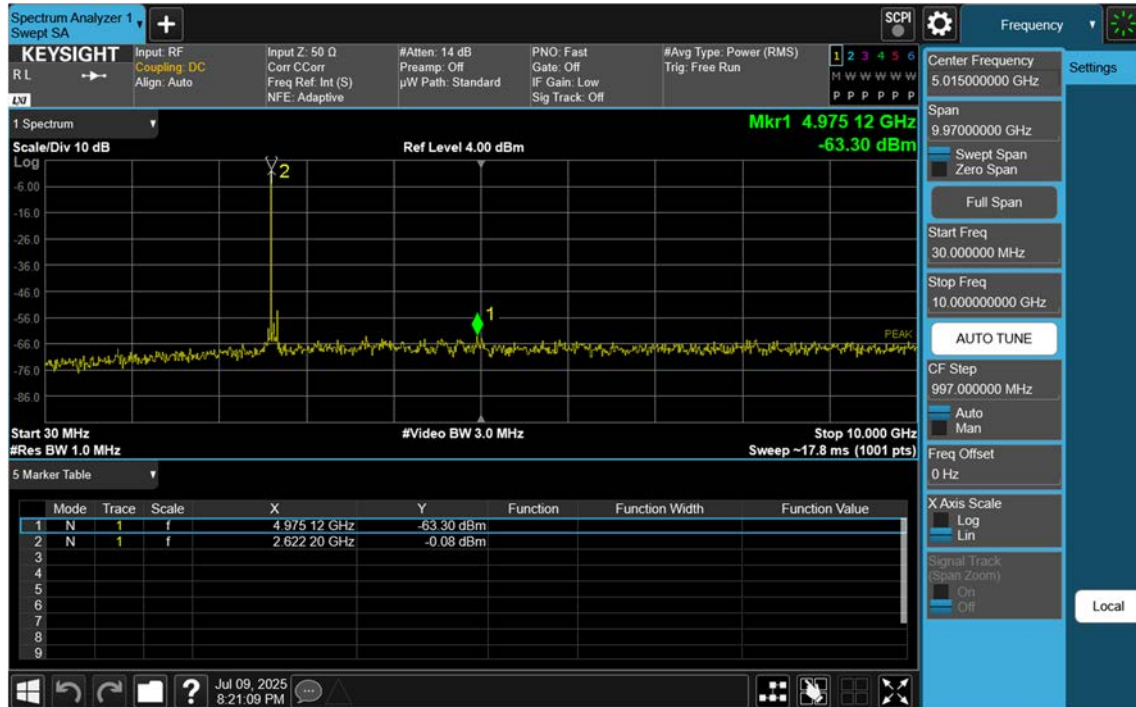 Spectrum Analyzer 1
Swept SA
SCPI
Frequency
KEYSIGHT
R L
LXI
Input: RF
Coupling: DC
Align: Auto
Input Z: 50 Ω
Corr CCorr
Freq Ref: Int (S)
NFE: Adaptive
#Atten: 14 dB
Preamp: Off
µW Path: Standard
PNO: Fast
Gate: Off
IF Gain: Low
Sig Track: Off
#Avg Type: Power (RMS)
Trig: Free Run
1 2 3 4 5 6
M W W W W W
P P P P P P
1 Spectrum
Scale/Div 10 dB
Ref Level 4.00 dBm
Mkr1 4.975 12 GHz
-63.30 dBm
Log
2
-6.00
-16.0
-26.0
-36.0
-46.0
-56.0
1
-66.0
PEAK
-76.0
-86.0
Start 30 MHz
#Video BW 3.0 MHz
Stop 10.000 GHz
#Res BW 1.0 MHz
Sweep ~17.8 ms (1001 pts)
5 Marker Table
Mode Trace Scale X Y Function Function Width Function Value
1 N 1 f 4.975 12 GHz -63.30 dBm
2 N 1 f 2.622 20 GHz -0.08 dBm
3
4
5
6
7
8
9
Settings
Center Frequency
5.015000000 GHz
Span
9.97000000 GHz
Swept Span
Zero Span
Full Span
Start Freq
30.000000 MHz
Stop Freq
10.000000000 GHz
AUTO TUNE
CF Step
997.000000 MHz
Auto
Man
Freq Offset
0 Hz
X Axis Scale
Log
Lin
Signal Track
(Span Zoom)
On
Off
Local
?
Jul 09, 2025
8:21:09 PM